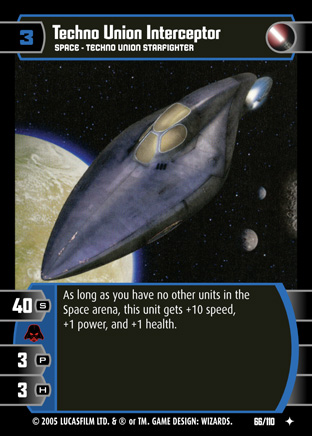 3 Techno Union Interceptor
SPACE - TECHNO UNION STARFIGHTER
40 S
As long as you have no other units in the
Space arena, this unit gets +10 speed,
+1 power, and +1 health.
3 P
3 H
© 2005 LUCASFILM LTD. & ® or TM. GAME DESIGN: WIZARDS. 66/110